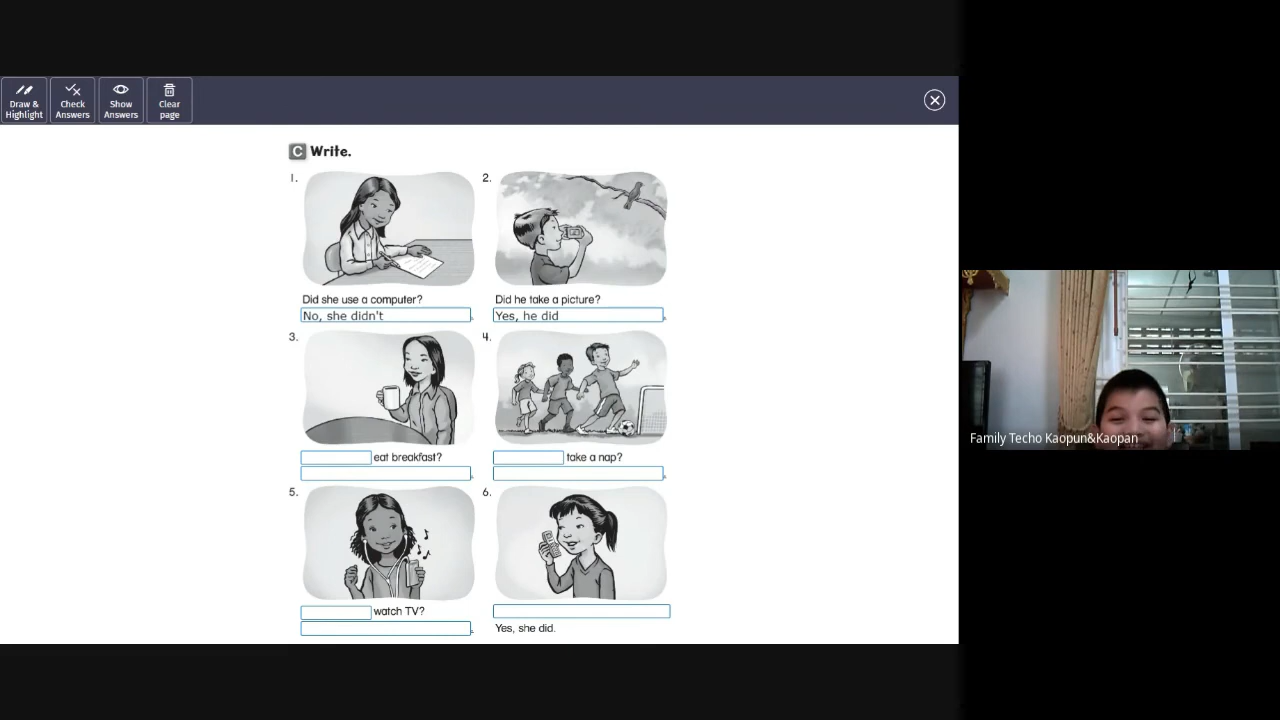 Draw &
Highlight
Check
Answers
Show
Answers
Clear
page
C Write.
1.
2.
Did she use a computer?
No, she didn't.
Did he take a picture?
Yes, he did.
3.
4.
eat breakfast?
.
take a nap?
.
5.
6.
watch TV?
.
Yes, she did.
Family Techo Kaopun&Kaopan